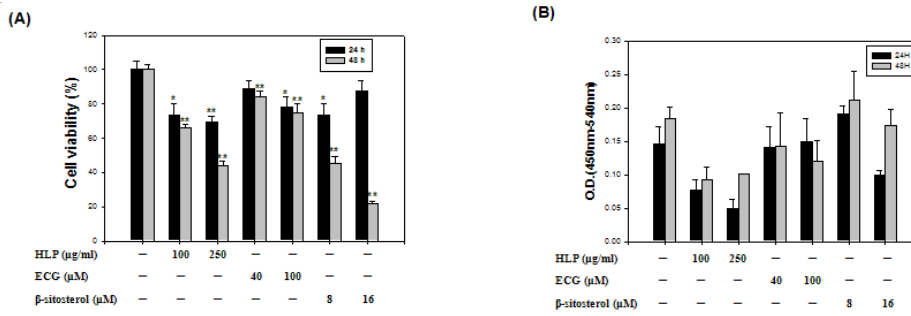 (A)
120
100
80
60
40
20
0
Cell viability (%)
24 h
48 h
* ** ** ** ** * ** * ** **
HLP (μg/ml) — 100 250 — — — —
ECG (μM) — — — 40 100 — —
β-sitosterol (μM) — — — — — 8 16
(B)
0.30
0.25
0.20
0.15
0.10
0.05
0.00
O.D.(450nm-540nm)
24H
48H
HLP (μg/ml) — 100 250 — — — —
ECG (μM) — — — 40 100 — —
β-sitosterol (μM) — — — — — 8 16